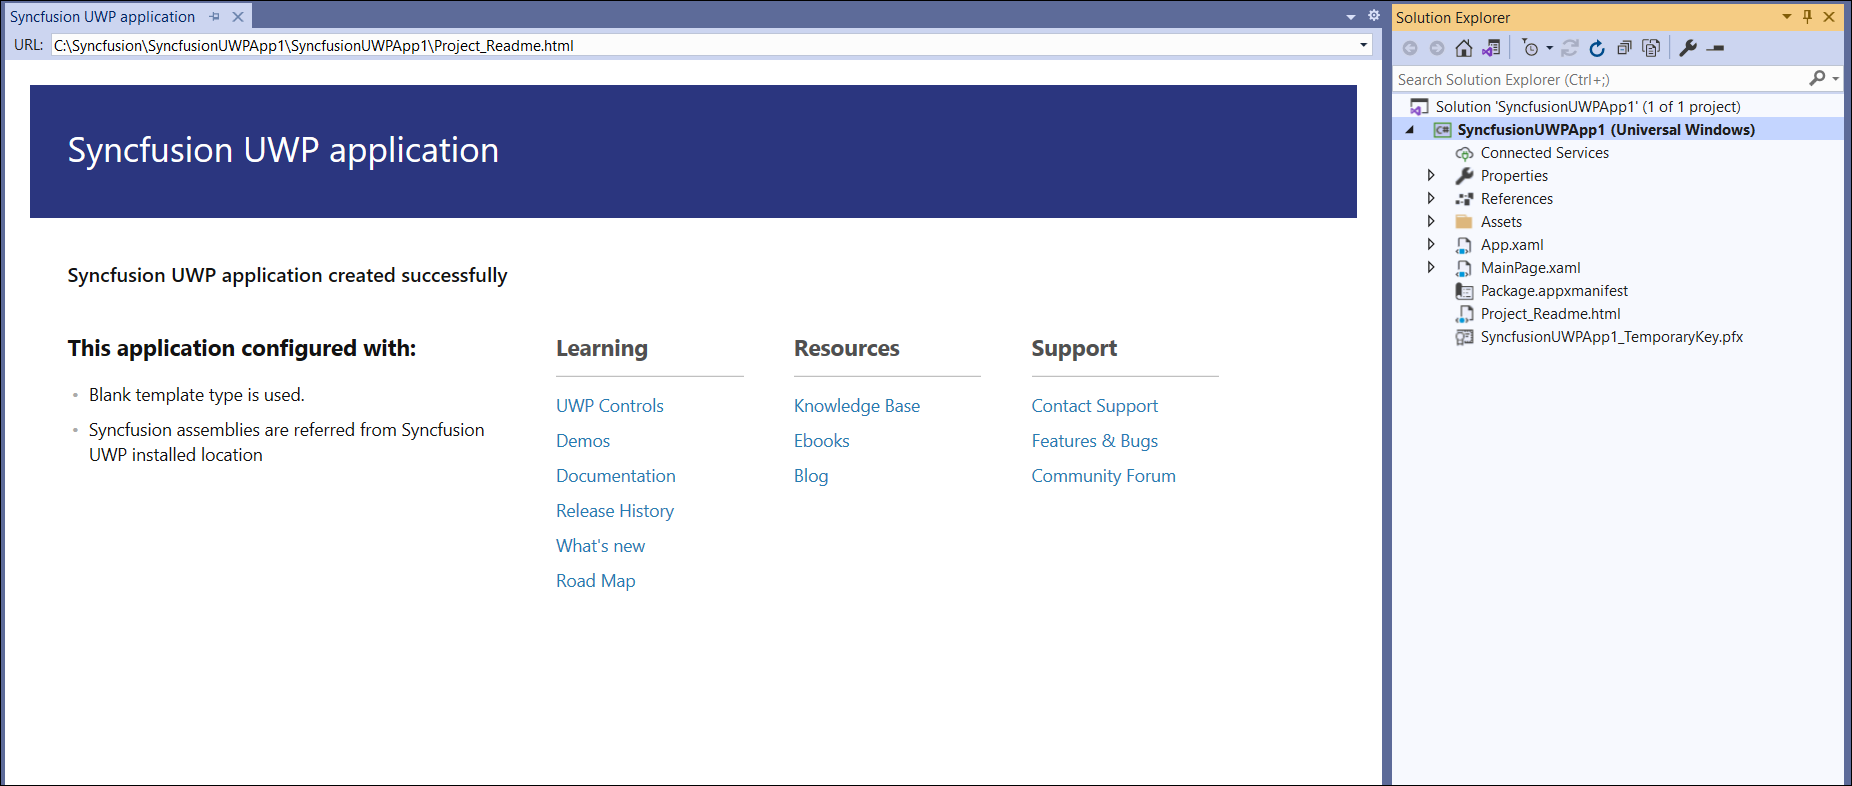 Syncfusion UWP application
URL: C:\Syncfusion\SyncfusionUWPApp1\SyncfusionUWPApp1\Project_Readme.html
Syncfusion UWP application
Syncfusion UWP application created successfully
This application configured with:
• Blank template type is used.
• Syncfusion assemblies are referred from Syncfusion
UWP installed location
Learning
UWP Controls
Demos
Documentation
Release History
What's new
Road Map
Resources
Knowledge Base
Ebooks
Blog
Support
Contact Support
Features & Bugs
Community Forum
Solution Explorer
Search Solution Explorer (Ctrl+;)
Solution 'SyncfusionUWPApp1' (1 of 1 project)
C# SyncfusionUWPApp1 (Universal Windows)
Connected Services
Properties
References
Assets
App.xaml
MainPage.xaml
Package.appxmanifest
Project_Readme.html
SyncfusionUWPApp1_TemporaryKey.pfx